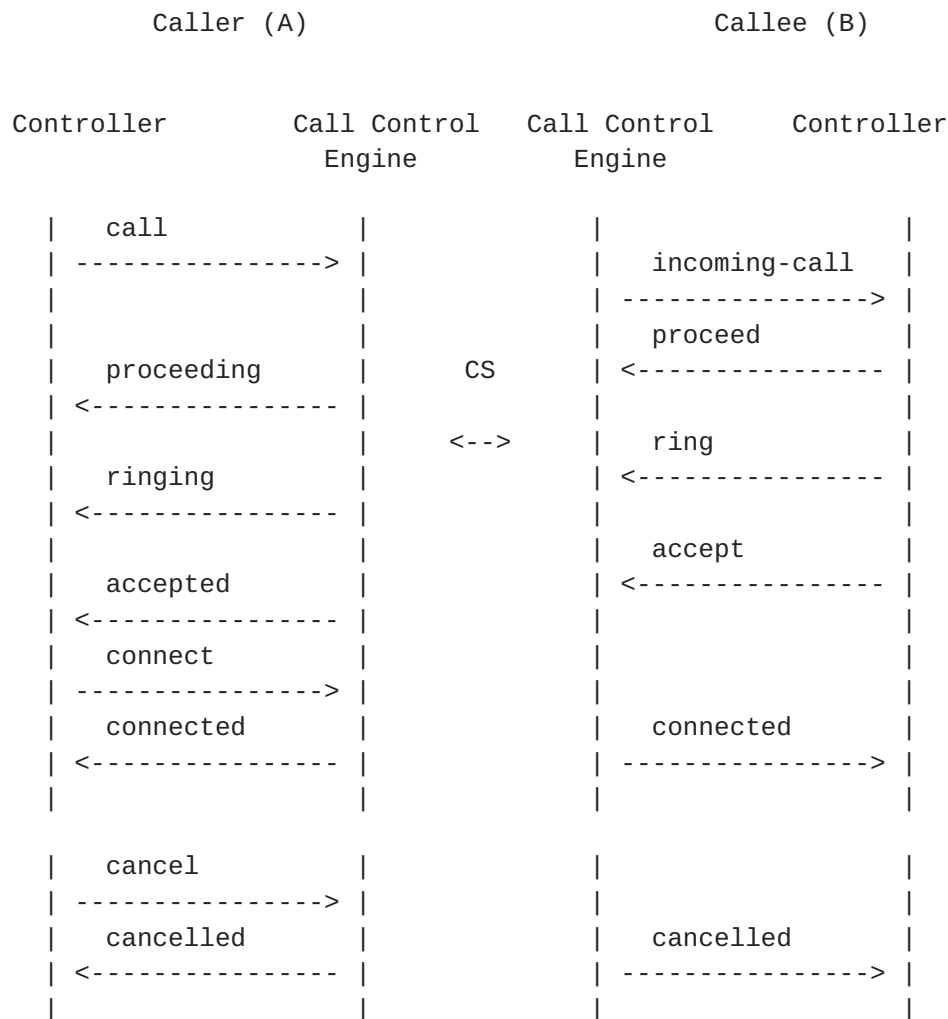 Caller (A)                          Callee (B)
Controller        Call Control   Call Control     Controller
                    Engine          Engine
  |   call            |              |                   |
  | ----------------> |              |   incoming-call   |
  |                   |              | ----------------> |
  |                   |              |   proceed         |
  |   proceeding      |      CS      | <---------------- |
  | <---------------- |              |                   |
  |                   |     <-->     |   ring            |
  |   ringing         |              | <---------------- |
  | <---------------- |              |                   |
  |                   |              |   accept          |
  |   accepted        |              | <---------------- |
  | <---------------- |              |                   |
  |   connect         |              |                   |
  | ----------------> |              |                   |
  |   connected       |              |   connected       |
  | <---------------- |              | ----------------> |
  |                   |              |                   |
  |   cancel          |              |                   |
  | ----------------> |              |                   |
  |   cancelled       |              |   cancelled       |
  | <---------------- |              | ----------------> |
  |                   |              |                   |